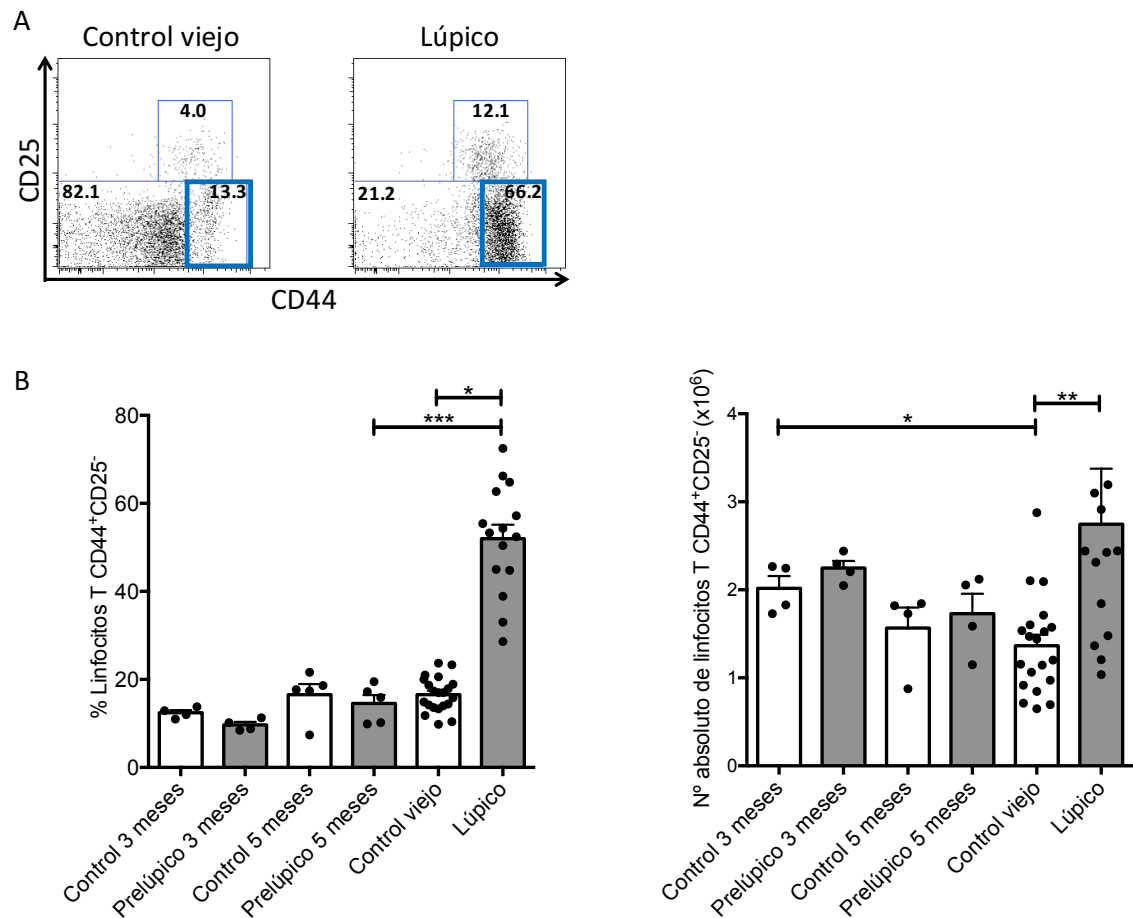 A
Control viejo
Lúpico
CD25
4.0
12.1
82.1
13.3
21.2
66.2
CD44
B
% Linfocitos T CD44⁺CD25⁻
80
60
40
20
0
*
***
Control 3 meses
Prelúpico 3 meses
Control 5 meses
Prelúpico 5 meses
Control viejo
Lúpico
Nº absoluto de linfocitos T CD44⁺CD25⁻ (x10⁶)
4
3
2
1
0
*
**
Control 3 meses
Prelúpico 3 meses
Control 5 meses
Prelúpico 5 meses
Control viejo
Lúpico